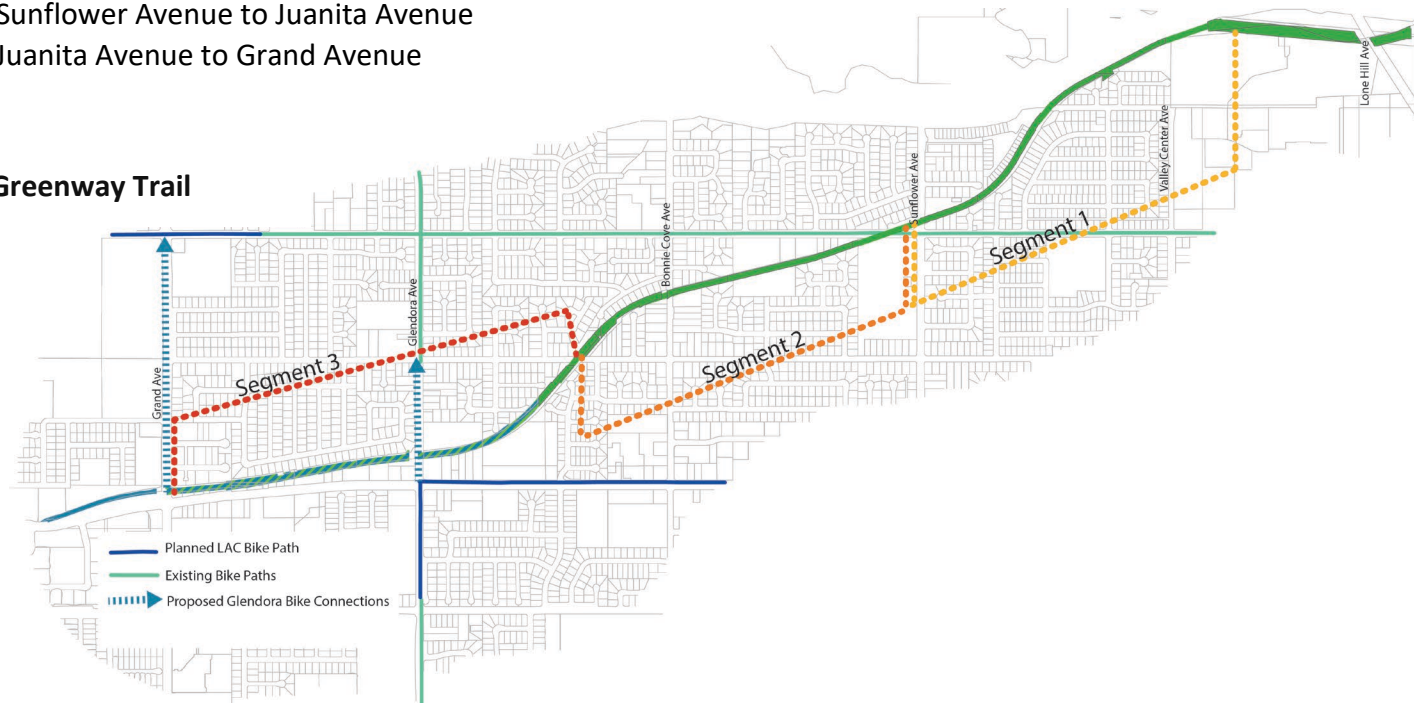 Sunflower Avenue to Juanita Avenue
Juanita Avenue to Grand Avenue
Greenway Trail
Lone Hill Ave
Valley Center Ave
Sunflower Ave
Segment 1
Bonnie Cove Ave
Glendora Ave
Segment 2
Segment 3
Grand Ave
Planned LAC Bike Path
Existing Bike Paths
Proposed Glendora Bike Connections